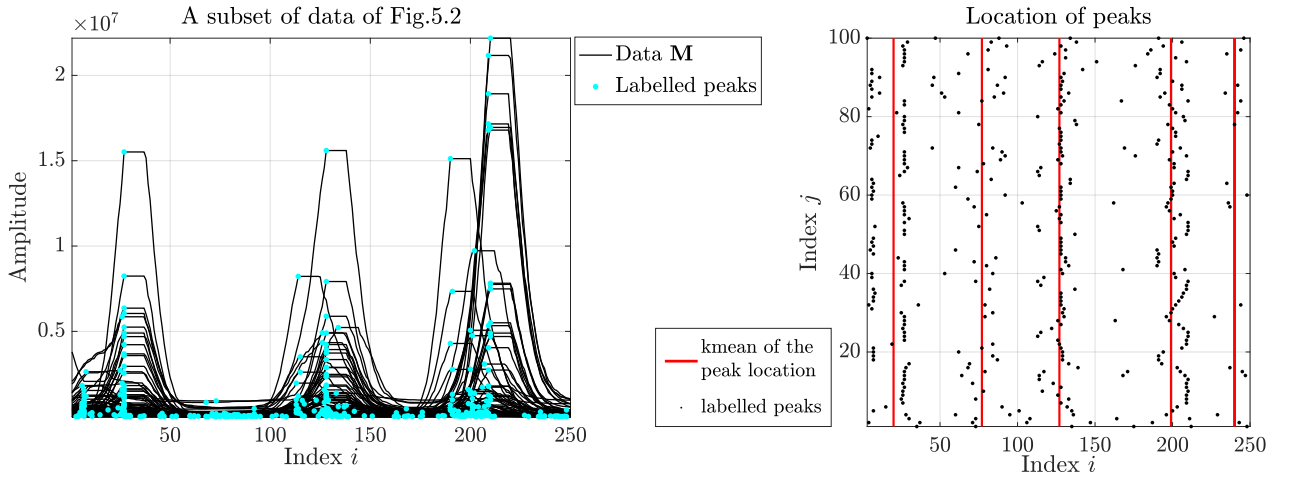 A subset of data of Fig.5.2
×10⁷
2
1.5
1
0.5
50 100 150 200 250
Index i
Amplitude
Data M
Labelled peaks
Location of peaks
100
80
60
40
20
50 100 150 200 250
Index i
Index j
kmean of the
peak location
labelled peaks